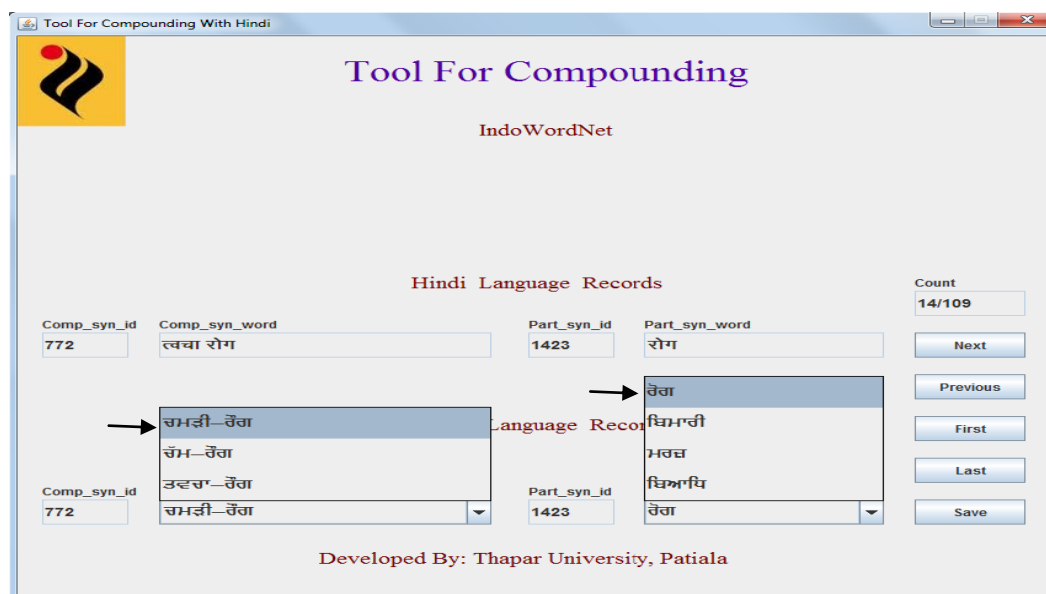 Tool For Compounding With Hindi
Tool For Compounding
IndoWordNet
Hindi Language Records
Count
14/109
Comp_syn_id Comp_syn_word Part_syn_id Part_syn_word
772 त्वचा रोग 1423 रोग Next
ਰੋਗ Previous
ਚਮੜੀ–ਰੌਗ Language Recor ਬਿਮਾਰੀ First
ਚੱਮ–ਰੌਗ ਮਰਜ਼
ਤਵਚਾ–ਰੌਗ ਬਿਆਧਿ Last
Comp_syn_id Part_syn_id
772 ਚਮੜੀ–ਰੌਗ 1423 ਰੋਗ Save
Developed By: Thapar University, Patiala